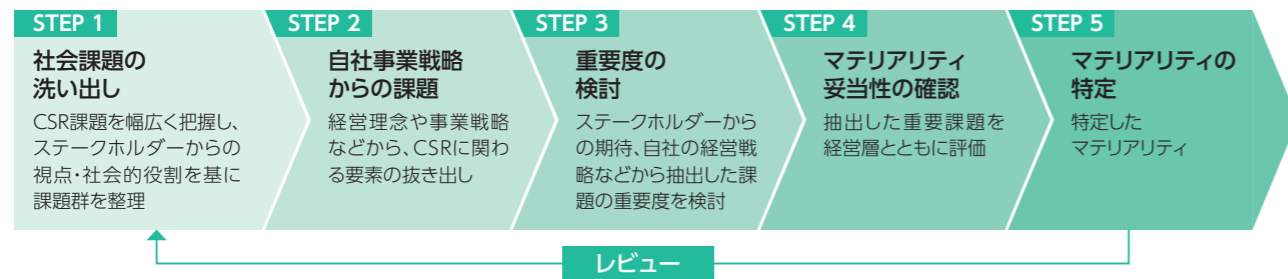 STEP 1
社会課題の
洗い出し
CSR課題を幅広く把握し、
ステークホルダーからの
視点・社会的役割を基に
課題群を整理
STEP 2
自社事業戦略
からの課題
経営理念や事業戦略
などから、CSRに関わ
る要素の抜き出し
STEP 3
重要度の
検討
ステークホルダーから
の期待、自社の経営戦
略などから抽出した課
題の重要度を検討
STEP 4
マテリアリティ
妥当性の確認
抽出した重要課題を
経営層とともに評価
STEP 5
マテリアリティの
特定
特定した
マテリアリティ
レビュー